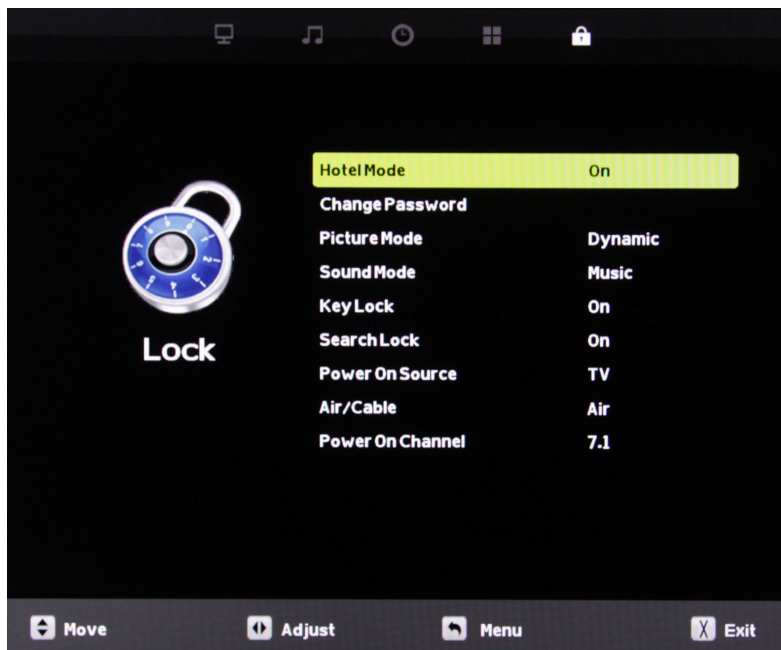 Hotel Mode On
Change Password
Picture Mode Dynamic
Sound Mode Music
Key Lock On
Search Lock On
Power On Source TV
Air/Cable Air
Power On Channel 7.1
Lock
Move Adjust Menu X Exit